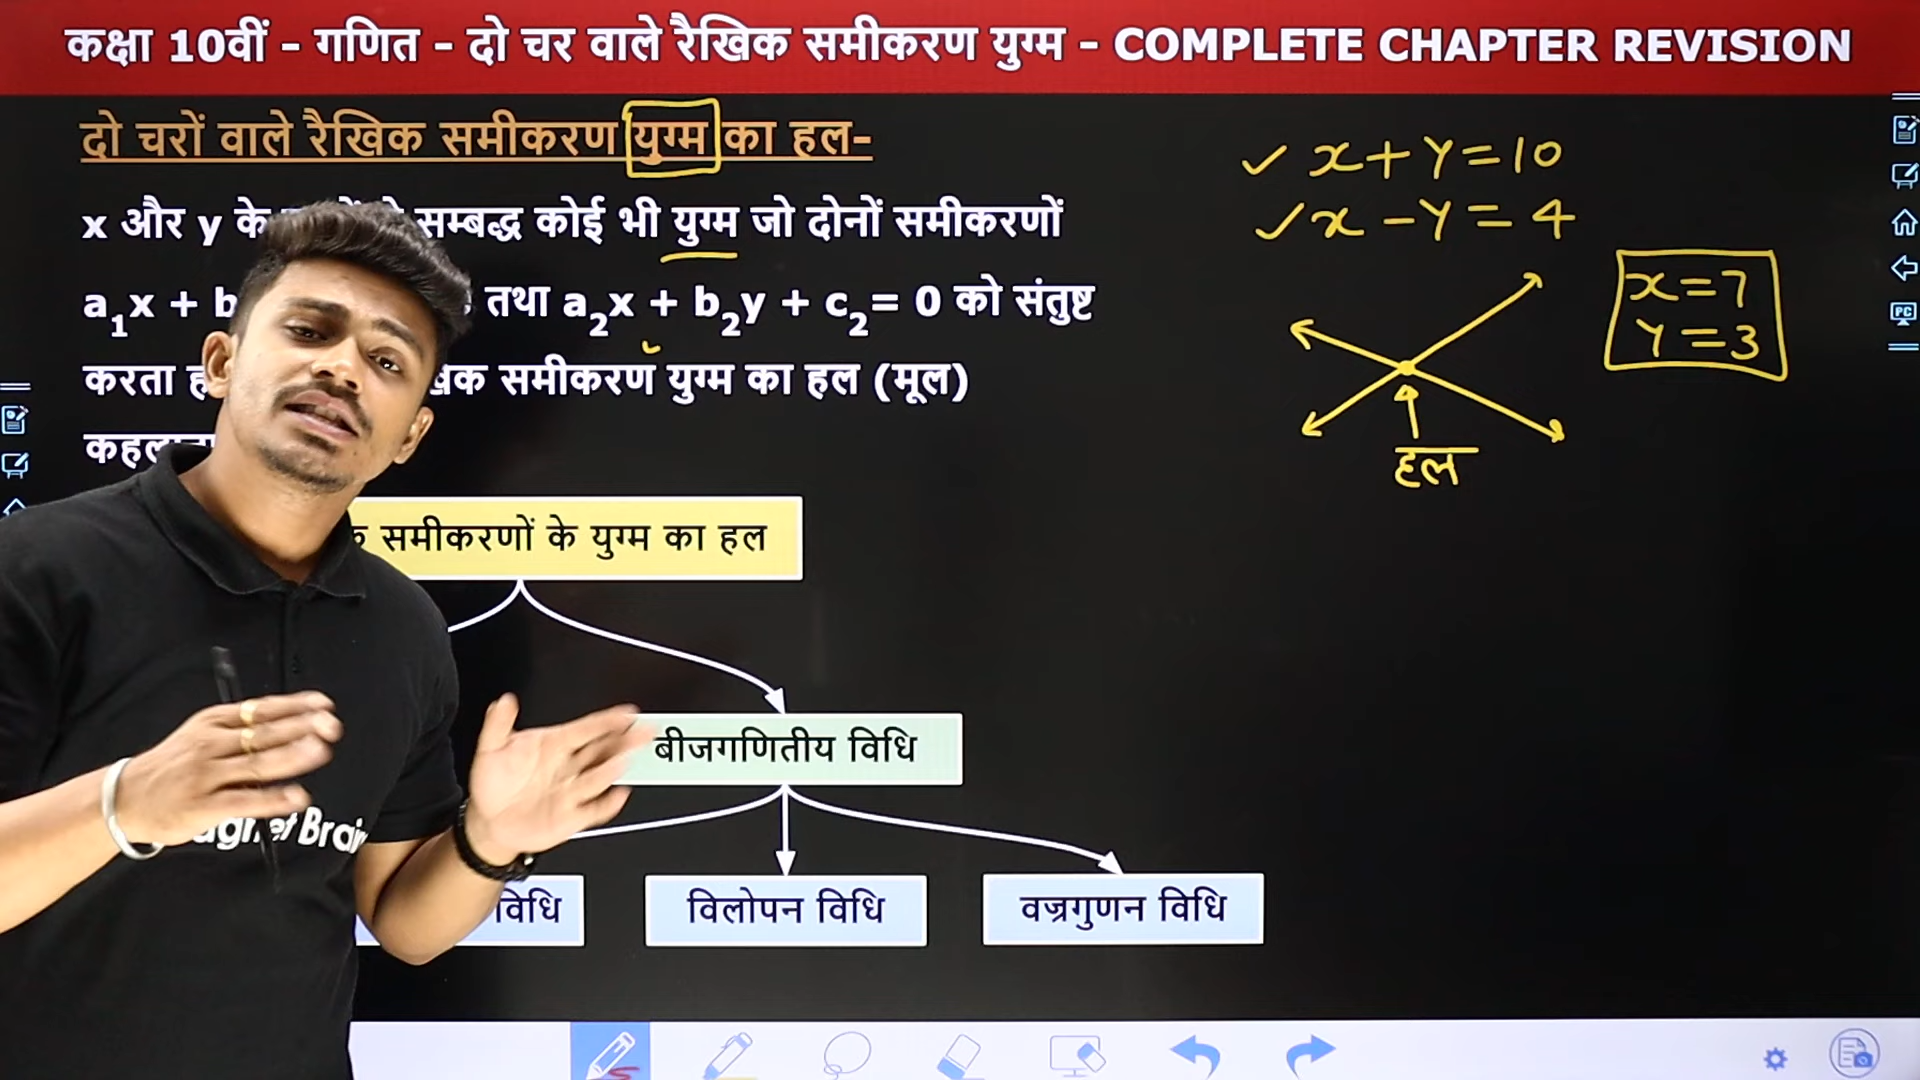 कक्षा 10वीं - गणित - दो चर वाले रैखिक समीकरण युग्म - COMPLETE CHAPTER REVISION
दो चरों वाले रैखिक समीकरण युग्म का हल-
x और y के सम्बद्ध कोई भी युग्म जो दोनों समीकरणों
a₁x + b तथा a₂x + b₂y + c₂= 0 को संतुष्ट
करता समीकरण युग्म का हल (मूल)
✓ x+y=10
✓ x-y=4
x=7
y=3
हल
समीकरणों के युग्म का हल
बीजगणितीय विधि
विधि
विलोपन विधि
वज्रगुणन विधि
PC